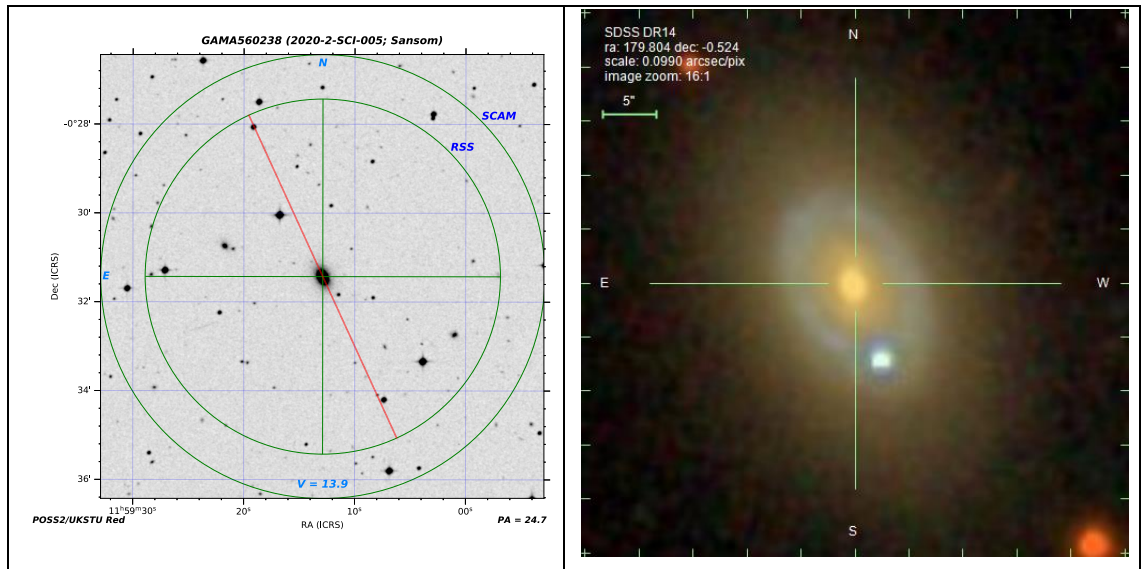 GAMA560238 (2020-2-SCI-005; Sansom)
N
SCAM
RSS
E
V = 13.9
-0°28'
30'
32'
34'
36'
Dec (ICRS)
11ʰ59ᵐ30ˢ
20ˢ
10ˢ
00ˢ
RA (ICRS)
POSS2/UKSTU Red
PA = 24.7
SDSS DR14
ra: 179.804 dec: -0.524
scale: 0.0990 arcsec/pix
image zoom: 16:1
5"
N
E
W
S